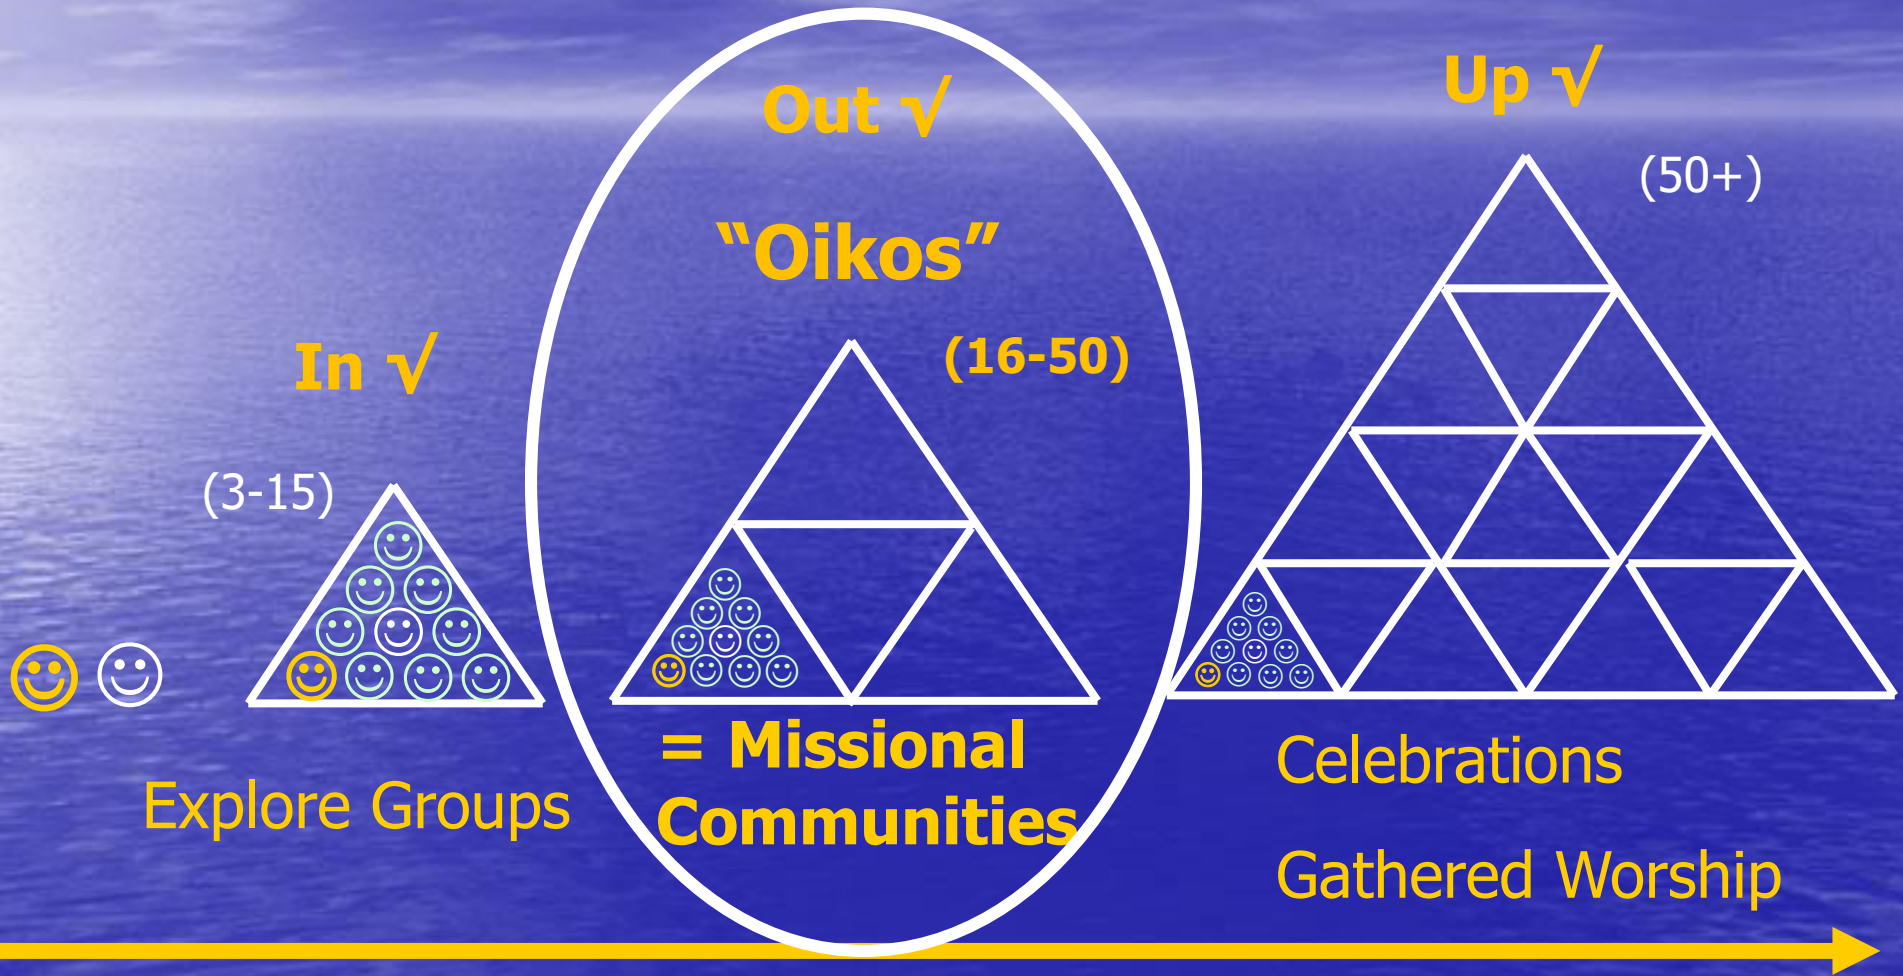 In √
(3-15)
Explore Groups
Out √
“Oikos”
(16-50)
= Missional
Communities
Up √
(50+)
Celebrations
Gathered Worship